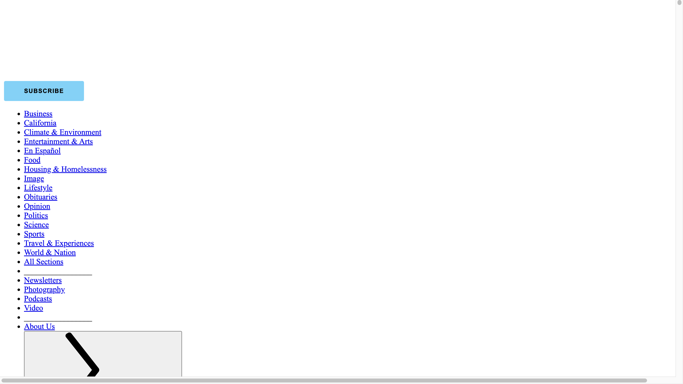 SUBSCRIBE
Business
California
Climate & Environment
Entertainment & Arts
En Español
Food
Housing & Homelessness
Image
Lifestyle
Obituaries
Opinion
Politics
Science
Sports
Travel & Experiences
World & Nation
All Sections
Newsletters
Photography
Podcasts
Video
About Us